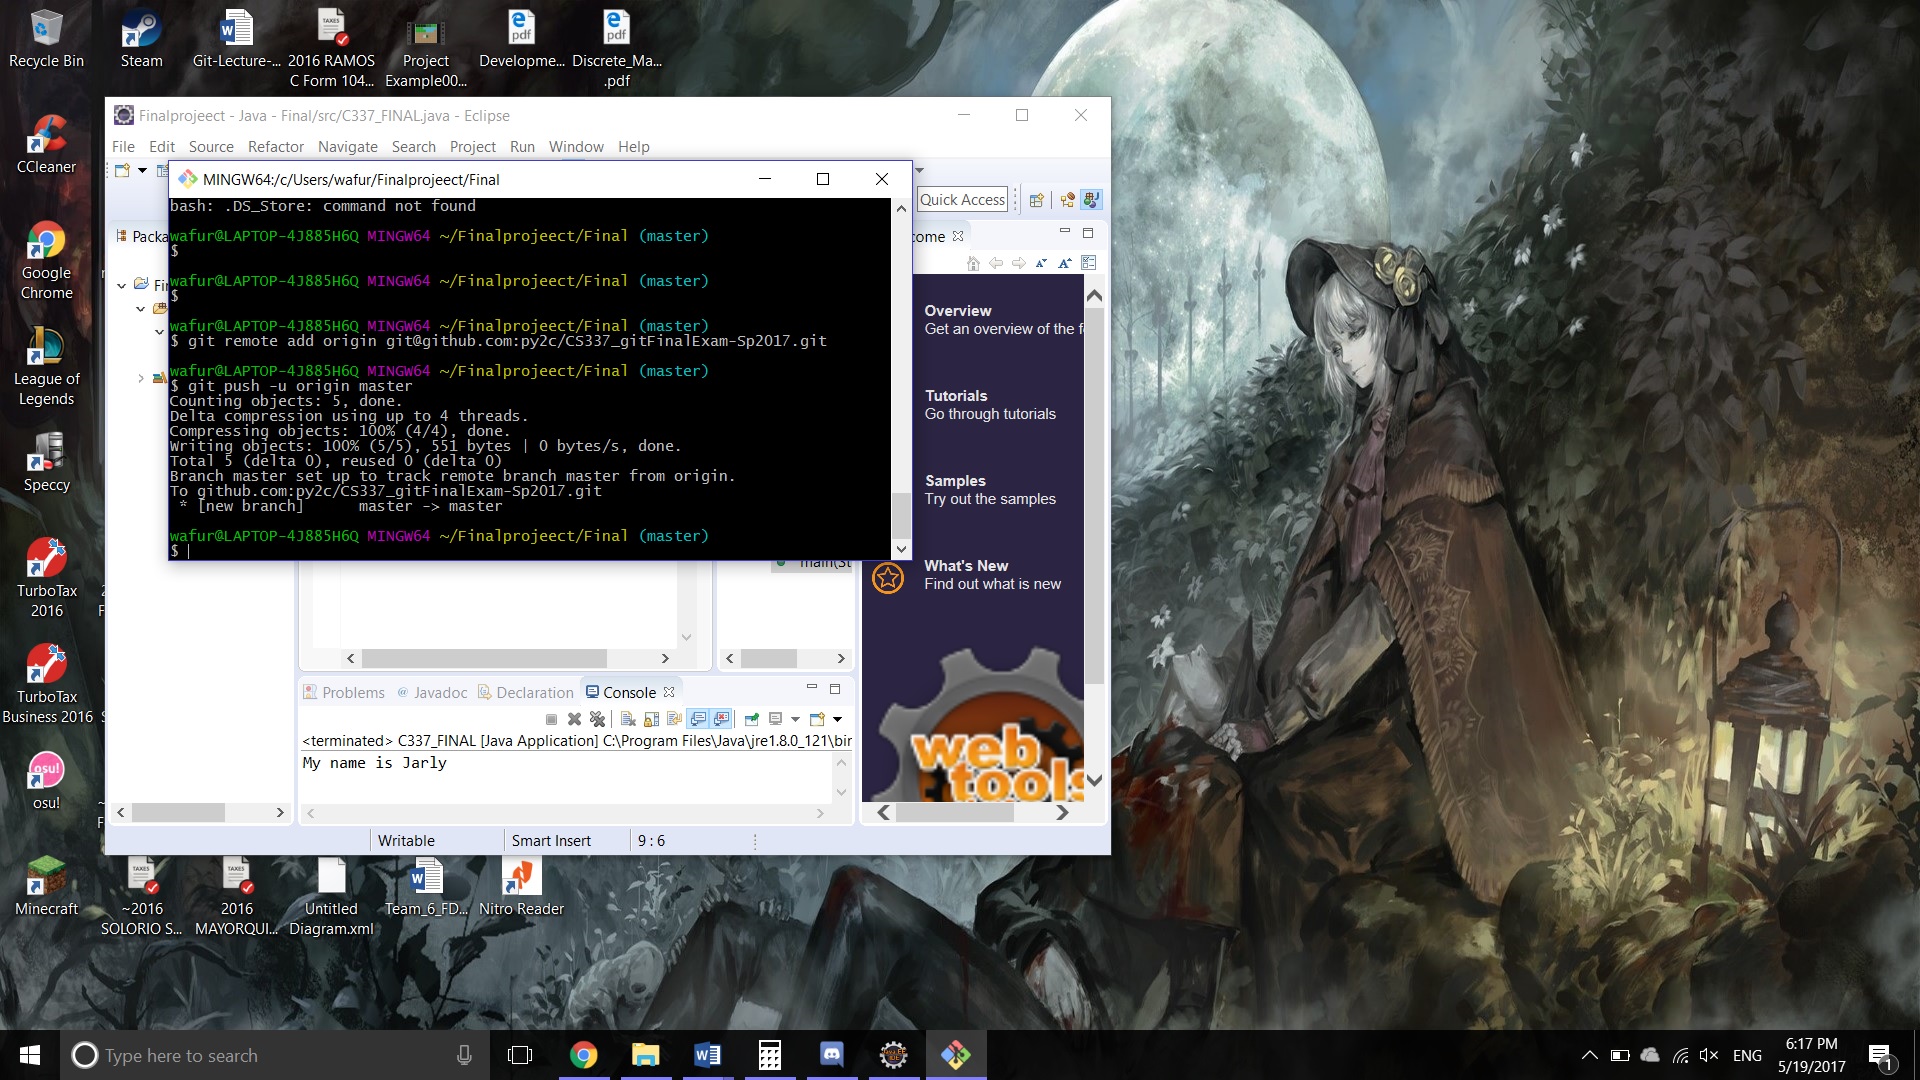 Recycle Bin
Steam
Git-Lecture-...
2016 RAMOS
C Form 104...
Project
Example00...
Developme...
Discrete_Ma...
.pdf
CCleaner
Google
Chrome
League of
Legends
Speccy
TurboTax
2016
TurboTax
Business 2016
osu!
Minecraft
~2016
SOLORIO S...
2016
MAYORQUI...
Untitled
Diagram.xml
Team_6_FD...
Nitro Reader
Finalprojeect - Java - Final/src/C337_FINAL.java - Eclipse
File Edit Source Refactor Navigate Search Project Run Window Help
Quick Access
MINGW64:/c/Users/wafur/Finalprojeect/Final
bash: .DS_Store: command not found
wafur@LAPTOP-4J885H6Q MINGW64 ~/Finalprojeect/Final (master)
$
wafur@LAPTOP-4J885H6Q MINGW64 ~/Finalprojeect/Final (master)
$
wafur@LAPTOP-4J885H6Q MINGW64 ~/Finalprojeect/Final (master)
$ git remote add origin git@github.com:py2c/CS337_gitFinalExam-Sp2017.git
wafur@LAPTOP-4J885H6Q MINGW64 ~/Finalprojeect/Final (master)
$ git push -u origin master
Counting objects: 5, done.
Delta compression using up to 4 threads.
Compressing objects: 100% (4/4), done.
Writing objects: 100% (5/5), 551 bytes | 0 bytes/s, done.
Total 5 (delta 0), reused 0 (delta 0)
Branch master set up to track remote branch master from origin.
To github.com:py2c/CS337_gitFinalExam-Sp2017.git
* [new branch] master -> master
wafur@LAPTOP-4J885H6Q MINGW64 ~/Finalprojeect/Final (master)
$
Packa
Fi
come
Overview
Get an overview of the f
Tutorials
Go through tutorials
Samples
Try out the samples
What's New
Find out what is new
web
tools
main(St
Problems Javadoc Declaration Console
<terminated> C337_FINAL [Java Application] C:\Program Files\Java\jre1.8.0_121\bin
My name is Jarly
Writable Smart Insert 9 : 6
Type here to search
ENG
6:17 PM
5/19/2017
1